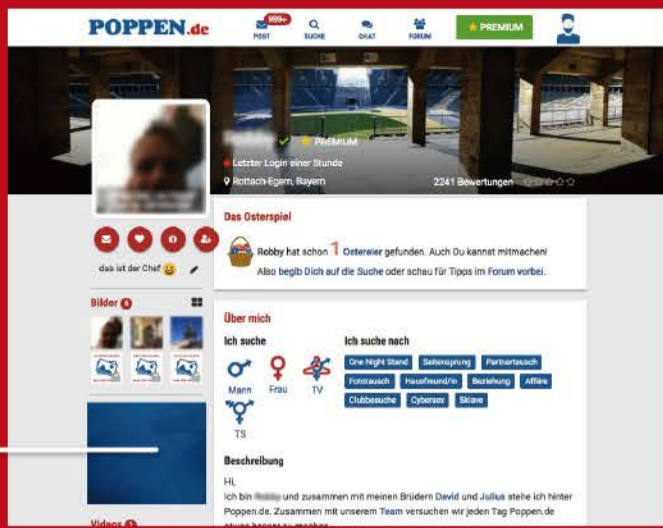 POPPEN.de
999+
POST
SUCHE
CHAT
FORUM
PREMIUM
PREMIUM
Letzter Login einer Stunde
Rottach-Egern, Bayern
2241 Bewertungen
das ist der Chef
Bilder 6
Das Osterspiel
Robby hat schon 1 Ostereier gefunden. Auch Du kannst mitmachen!
Also begib Dich auf die Suche oder schau für Tipps im Forum vorbei.
Über mich
Ich suche
Mann
Frau
TV
TS
Ich suche nach
One Night Stand
Seitensprung
Partnertausch
Fototausch
Hausfreund/in
Beziehung
Affäre
Clubbesuche
Cybersex
Sklave
Beschreibung
Hi,
Ich bin und zusammen mit meinen Brüdern David und Julius stehe ich hinter
Poppen.de. Zusammen mit unserem Team versuchen wir jeden Tag Poppen.de
Videos